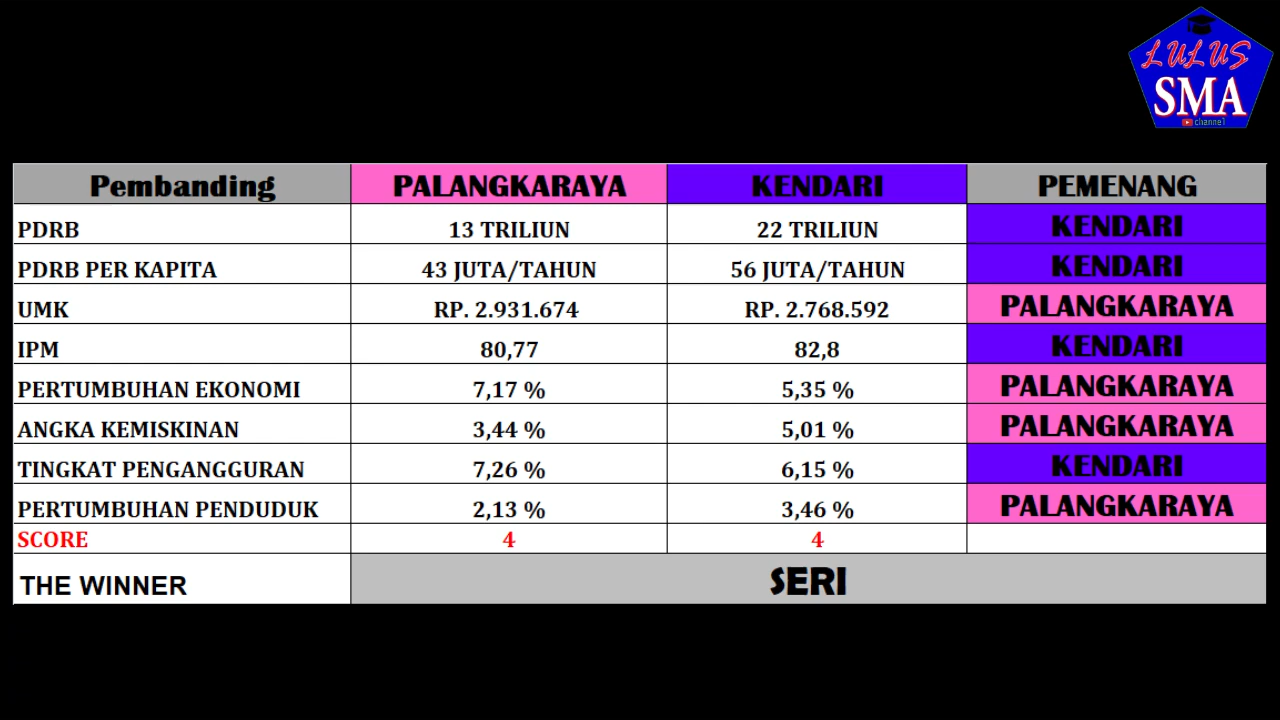 LULUS
SMA
channel
Pembanding PALANGKARAYA KENDARI PEMENANG
PDRB 13 TRILIUN 22 TRILIUN KENDARI
PDRB PER KAPITA 43 JUTA/TAHUN 56 JUTA/TAHUN KENDARI
UMK RP. 2.931.674 RP. 2.768.592 PALANGKARAYA
IPM 80,77 82,8 KENDARI
PERTUMBUHAN EKONOMI 7,17 % 5,35 % PALANGKARAYA
ANGKA KEMISKINAN 3,44 % 5,01 % PALANGKARAYA
TINGKAT PENGANGGURAN 7,26 % 6,15 % KENDARI
PERTUMBUHAN PENDUDUK 2,13 % 3,46 % PALANGKARAYA
SCORE 4 4
THE WINNER SERI